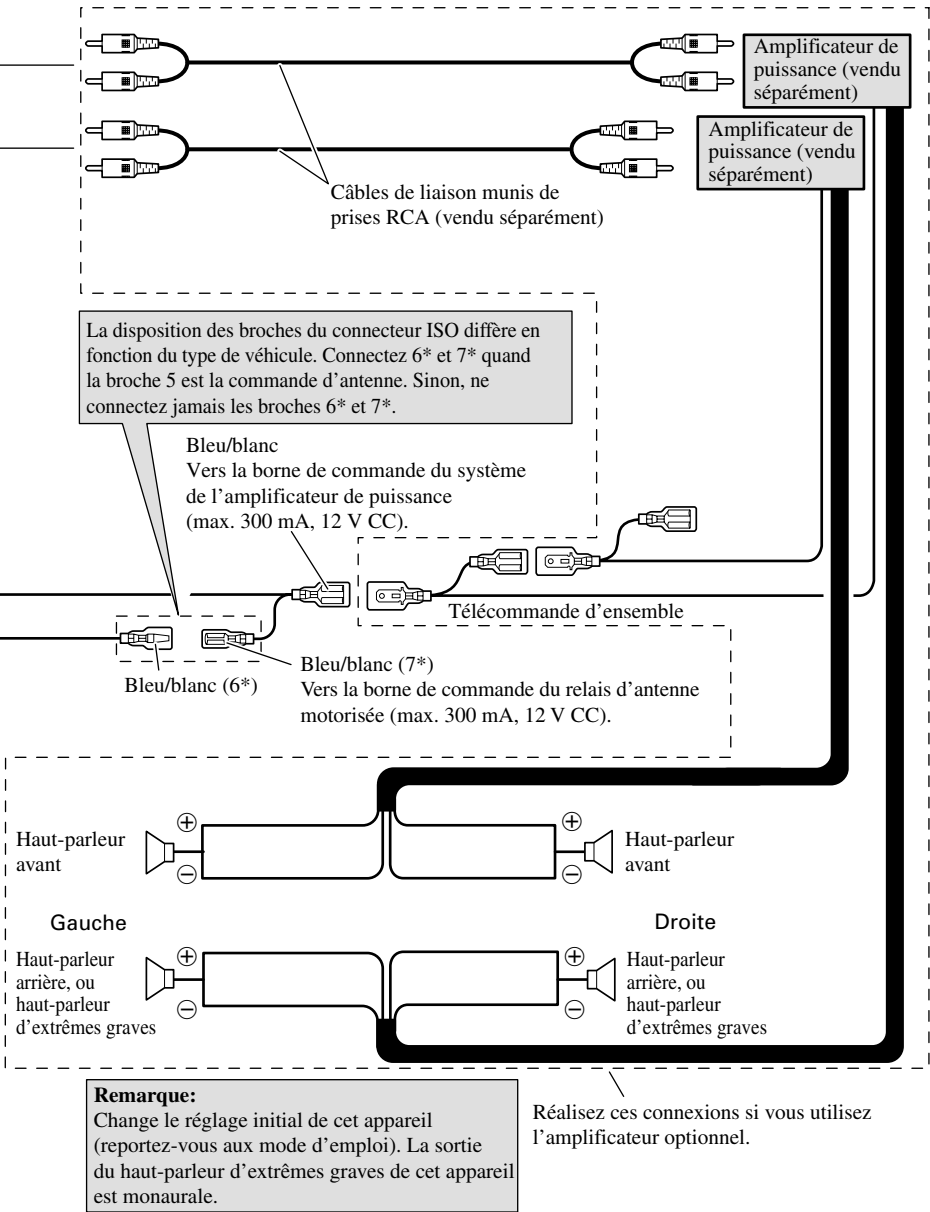 Amplificateur de
puissance (vendu
séparément)
Amplificateur de
puissance (vendu
séparément)
Câbles de liaison munis de
prises RCA (vendu séparément)
La disposition des broches du connecteur ISO diffère en
fonction du type de véhicule. Connectez 6* et 7* quand
la broche 5 est la commande d’antenne. Sinon, ne
connectez jamais les broches 6* et 7*.
Bleu/blanc
Vers la borne de commande du système
de l’amplificateur de puissance
(max. 300 mA, 12 V CC).
Télécommande d’ensemble
Bleu/blanc (6*)
Bleu/blanc (7*)
Vers la borne de commande du relais d’antenne
motorisée (max. 300 mA, 12 V CC).
Haut-parleur
avant
+
−
+
−
Haut-parleur
avant
Gauche
Droite
Haut-parleur
arrière, ou
haut-parleur
d’extrêmes graves
+
−
+
−
Haut-parleur
arrière, ou
haut-parleur
d’extrêmes graves
Remarque:
Change le réglage initial de cet appareil
(reportez-vous aux mode d’emploi). La sortie
du haut-parleur d’extrêmes graves de cet appareil
est monaurale.
Réalisez ces connexions si vous utilisez
l’amplificateur optionnel.